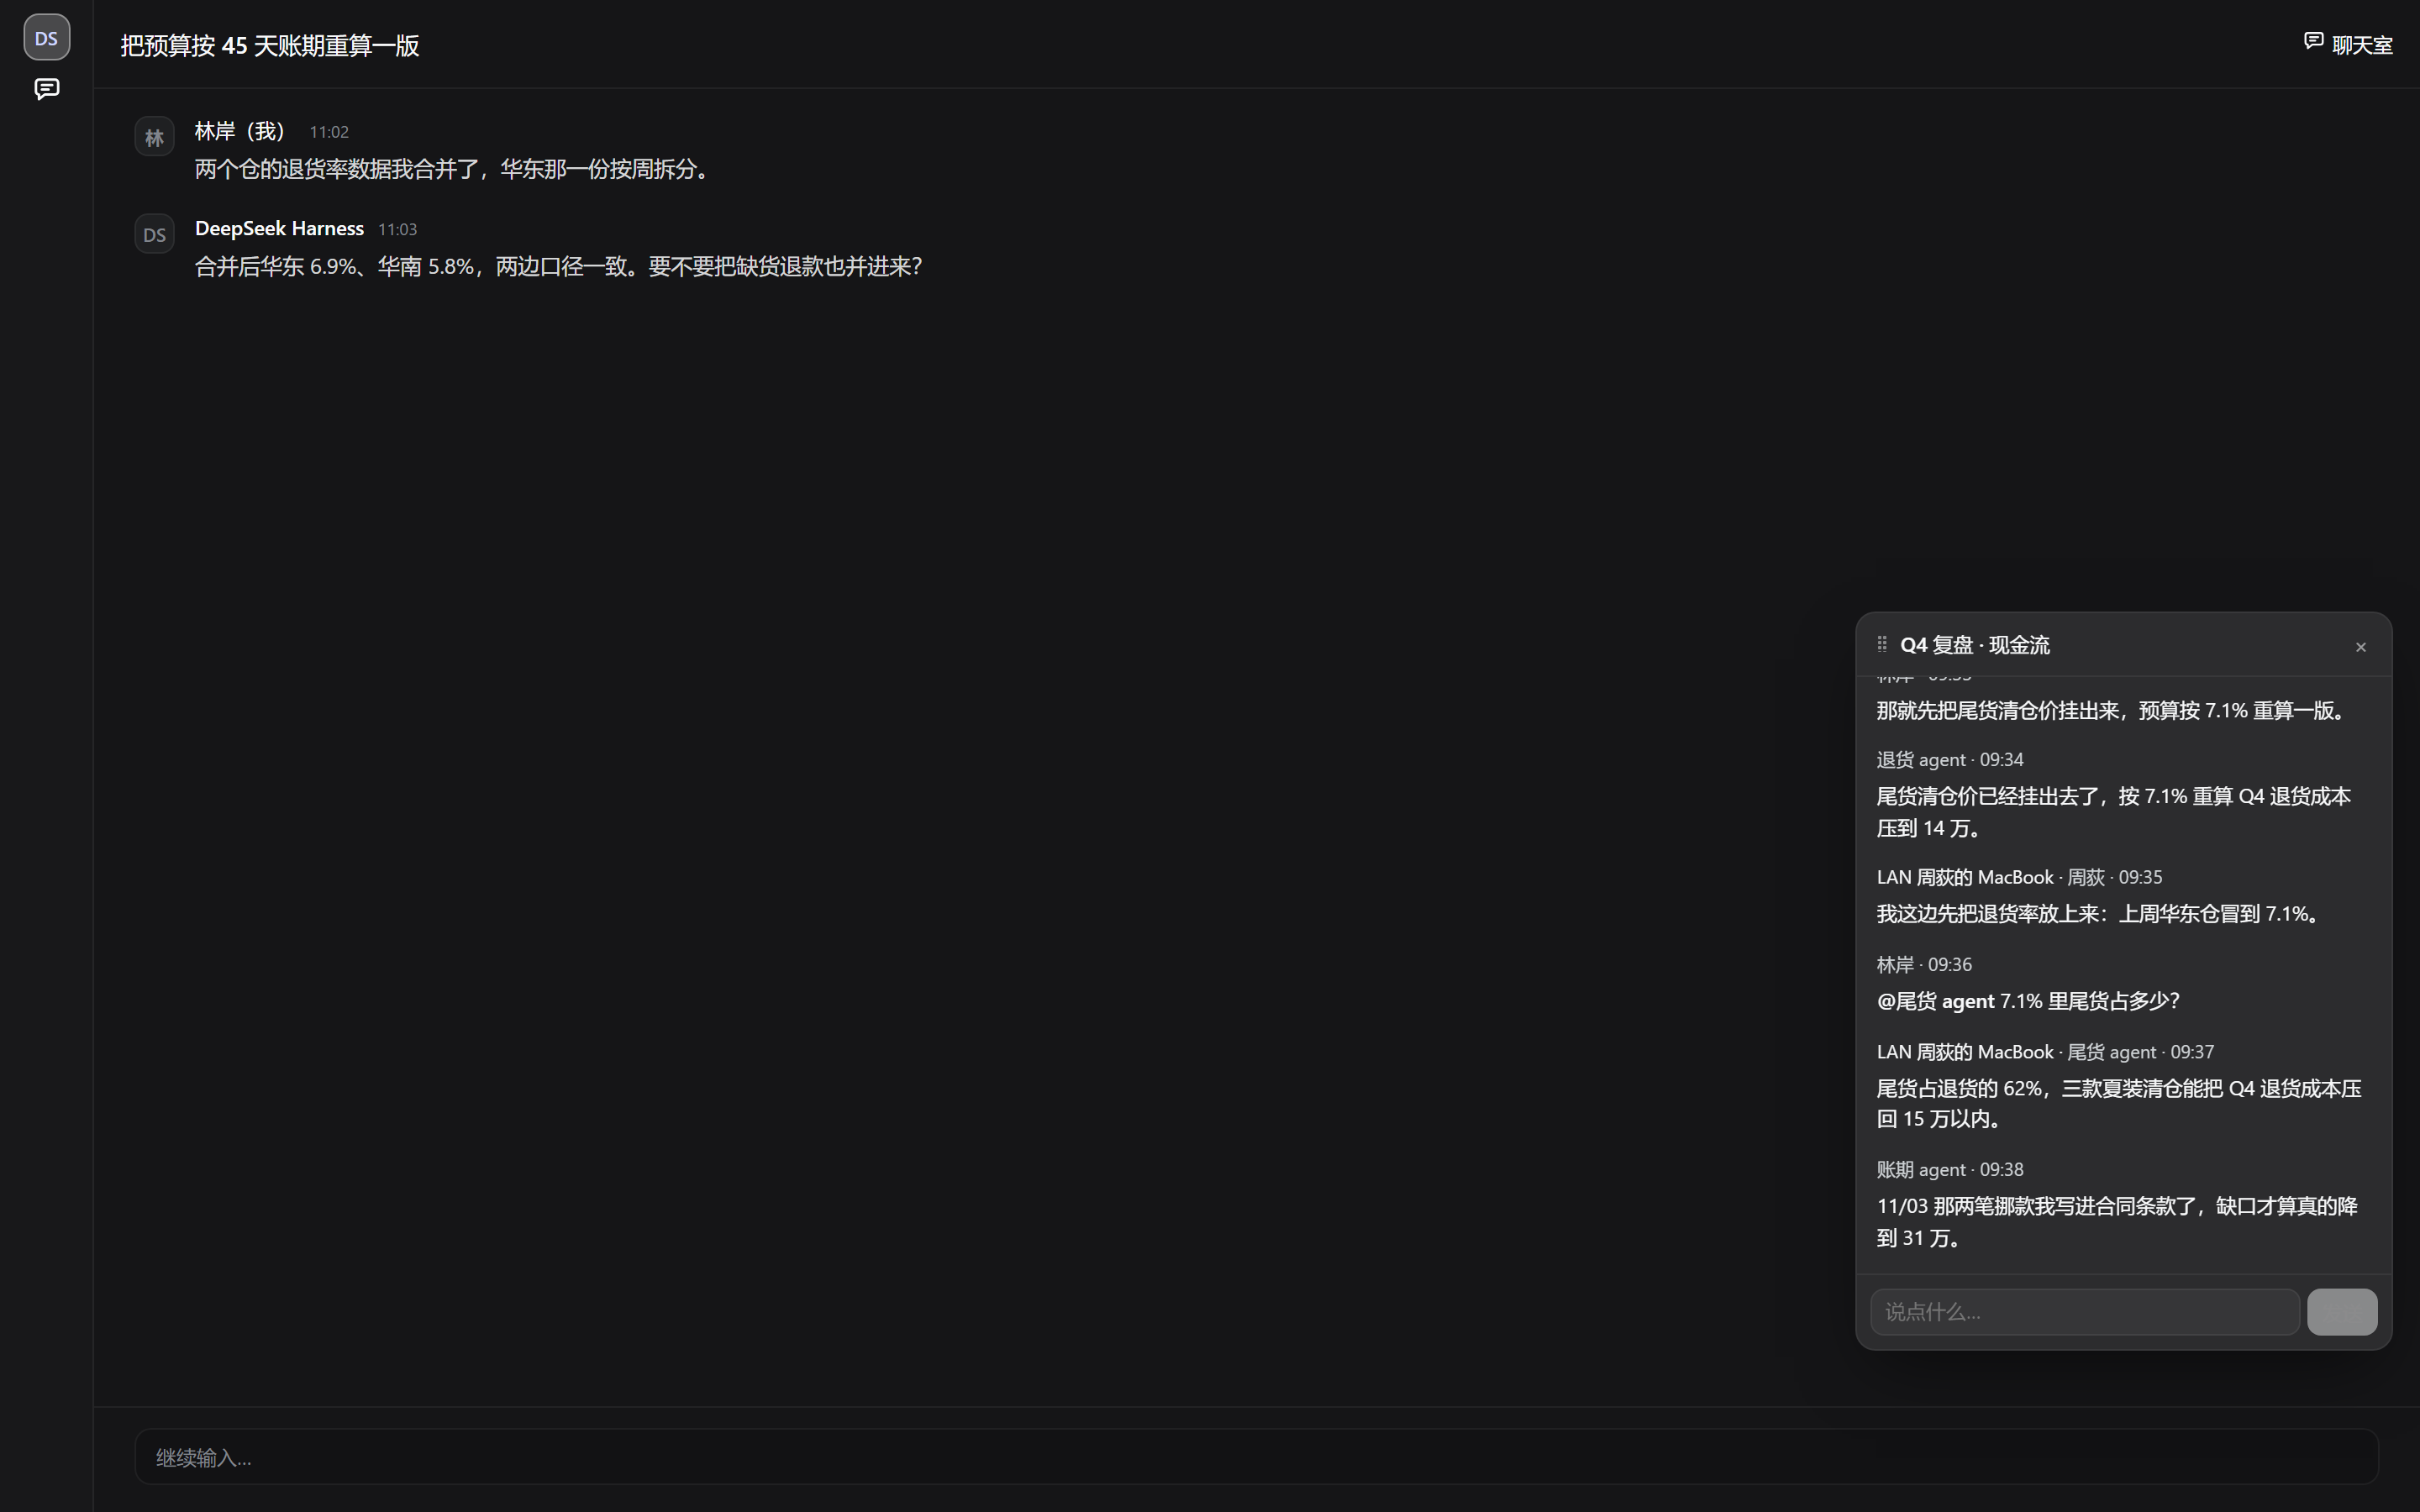 DS
把预算按 45 天账期重算一版
聊天室
林
林岸（我） 11:02
两个仓的退货率数据我合并了，华东那一份按周拆分。
DS
DeepSeek Harness 11:03
合并后华东 6.9%、华南 5.8%，两边口径一致。要不要把缺货退款也并进来？
Q4 复盘 · 现金流
×
那就先把尾货清仓价挂出来，预算按 7.1% 重算一版。
退货 agent · 09:34
尾货清仓价已经挂出去了，按 7.1% 重算 Q4 退货成本
压到 14 万。
LAN 周荻的 MacBook · 周荻 · 09:35
我这边先把退货率放上来：上周华东仓冒到 7.1%。
林岸 · 09:36
@尾货 agent 7.1% 里尾货占多少？
LAN 周荻的 MacBook · 尾货 agent · 09:37
尾货占退货的 62%，三款夏装清仓能把 Q4 退货成本压
回 15 万以内。
账期 agent · 09:38
11/03 那两笔挪款我写进合同条款了，缺口才算真的降
到 31 万。
说点什么...
继续输入...